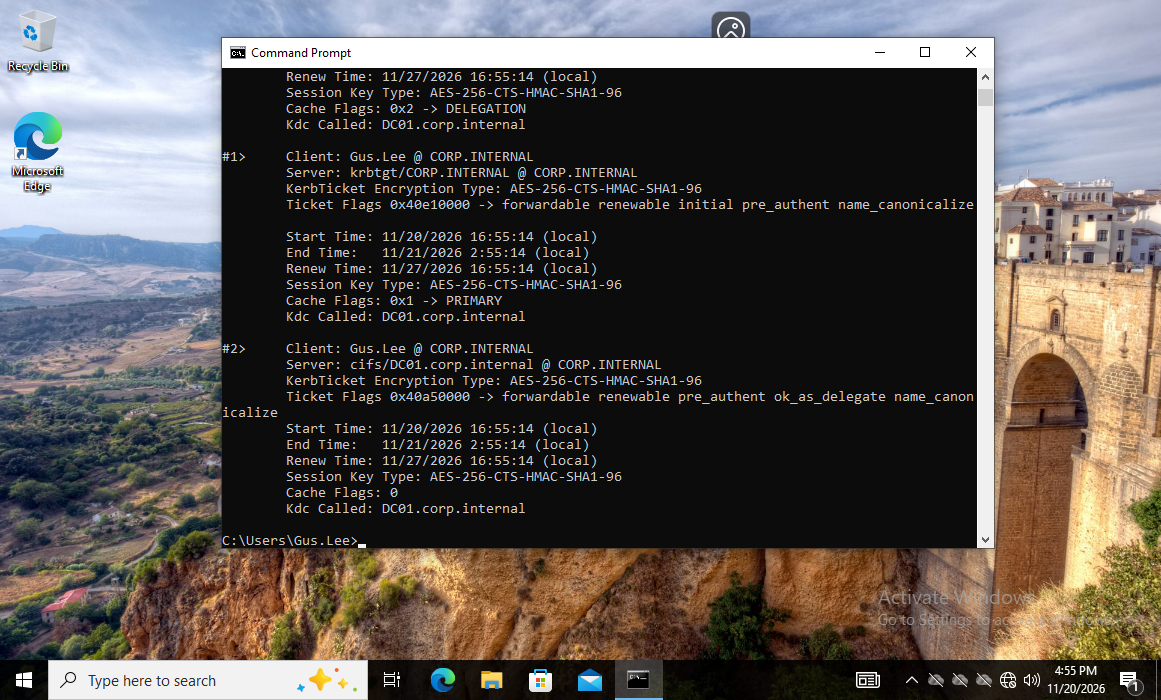 Recycle Bin
Microsoft
Edge
Command Prompt
Renew Time: 11/27/2026 16:55:14 (local)
Session Key Type: AES-256-CTS-HMAC-SHA1-96
Cache Flags: 0x2 -> DELEGATION
Kdc Called: DC01.corp.internal
#1> Client: Gus.Lee @ CORP.INTERNAL
Server: krbtgt/CORP.INTERNAL @ CORP.INTERNAL
KerbTicket Encryption Type: AES-256-CTS-HMAC-SHA1-96
Ticket Flags 0x40e10000 -> forwardable renewable initial pre_authent name_canonicalize
Start Time: 11/20/2026 16:55:14 (local)
End Time: 11/21/2026 2:55:14 (local)
Renew Time: 11/27/2026 16:55:14 (local)
Session Key Type: AES-256-CTS-HMAC-SHA1-96
Cache Flags: 0x1 -> PRIMARY
Kdc Called: DC01.corp.internal
#2> Client: Gus.Lee @ CORP.INTERNAL
Server: cifs/DC01.corp.internal @ CORP.INTERNAL
KerbTicket Encryption Type: AES-256-CTS-HMAC-SHA1-96
Ticket Flags 0x40a50000 -> forwardable renewable pre_authent ok_as_delegate name_canon
icalize
Start Time: 11/20/2026 16:55:14 (local)
End Time: 11/21/2026 2:55:14 (local)
Renew Time: 11/27/2026 16:55:14 (local)
Session Key Type: AES-256-CTS-HMAC-SHA1-96
Cache Flags: 0
Kdc Called: DC01.corp.internal
C:\Users\Gus.Lee>
Activate Windows
Go to Settings to activate Windows.
Type here to search
4:55 PM
11/20/2026
1